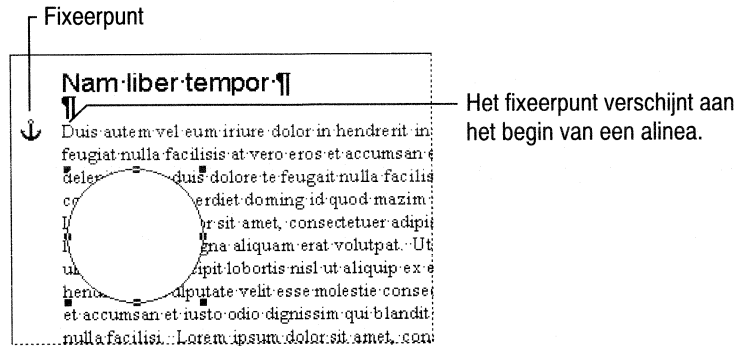 Fixeerpunt
Nam·liber·tempor·¶
¶
Het fixeerpunt verschijnt aan
het begin van een alinea.
Duis·autem·vel·eum·iriure·dolor·in·hendrerit·in
feugiat·nulla·facilisis·at·vero·eros·et·accumsan·
duis·dolore·te·feugait·nulla·facilis
erdiet·doming·id·quod·mazim·
sit·amet,·consectetuer·adipi
gna·aliquam·erat·volutpat.··Ut
cipit·lobortis·nisl·ut·aliquip·ex·e
hend ulputate·velit·esse·molestie·conse
et·accumsan·et·iusto·odio·dignissim·qui·blandit
nulla·facilisi.··Lorem·ipsum·dolor·sit·amet,·con